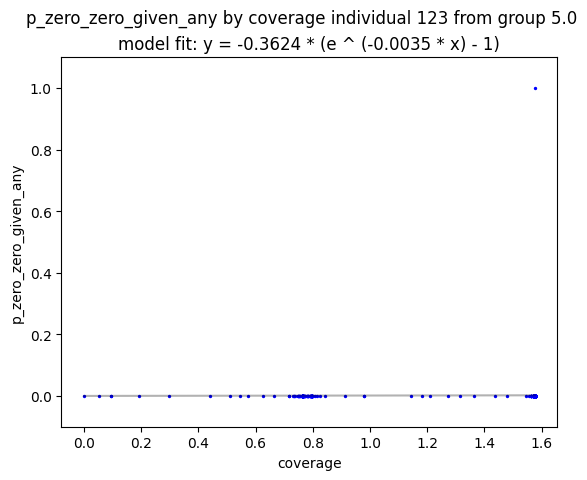 p_zero_zero_given_any by coverage individual 123 from group 5.0
model fit: y = -0.3624 * (e ^ (-0.0035 * x) - 1)
1.0
0.8
0.6
0.4
0.2
0.0
p_zero_zero_given_any
0.0 0.2 0.4 0.6 0.8 1.0 1.2 1.4 1.6
coverage